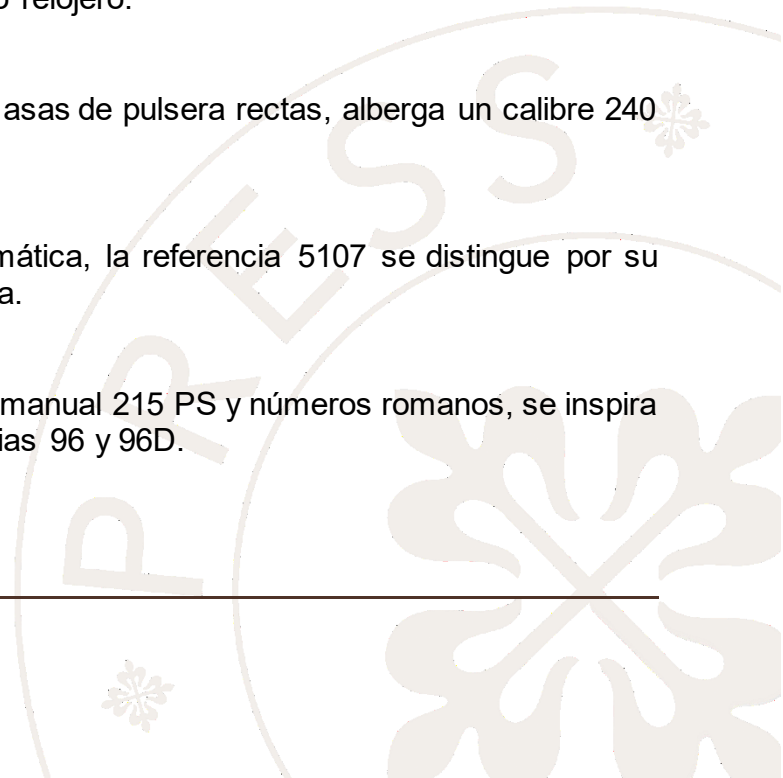 relojero.
asas de pulsera rectas, alberga un calibre 240
mática, la referencia 5107 se distingue por su
a.
manual 215 PS y números romanos, se inspira
ias 96 y 96D.
PRESS